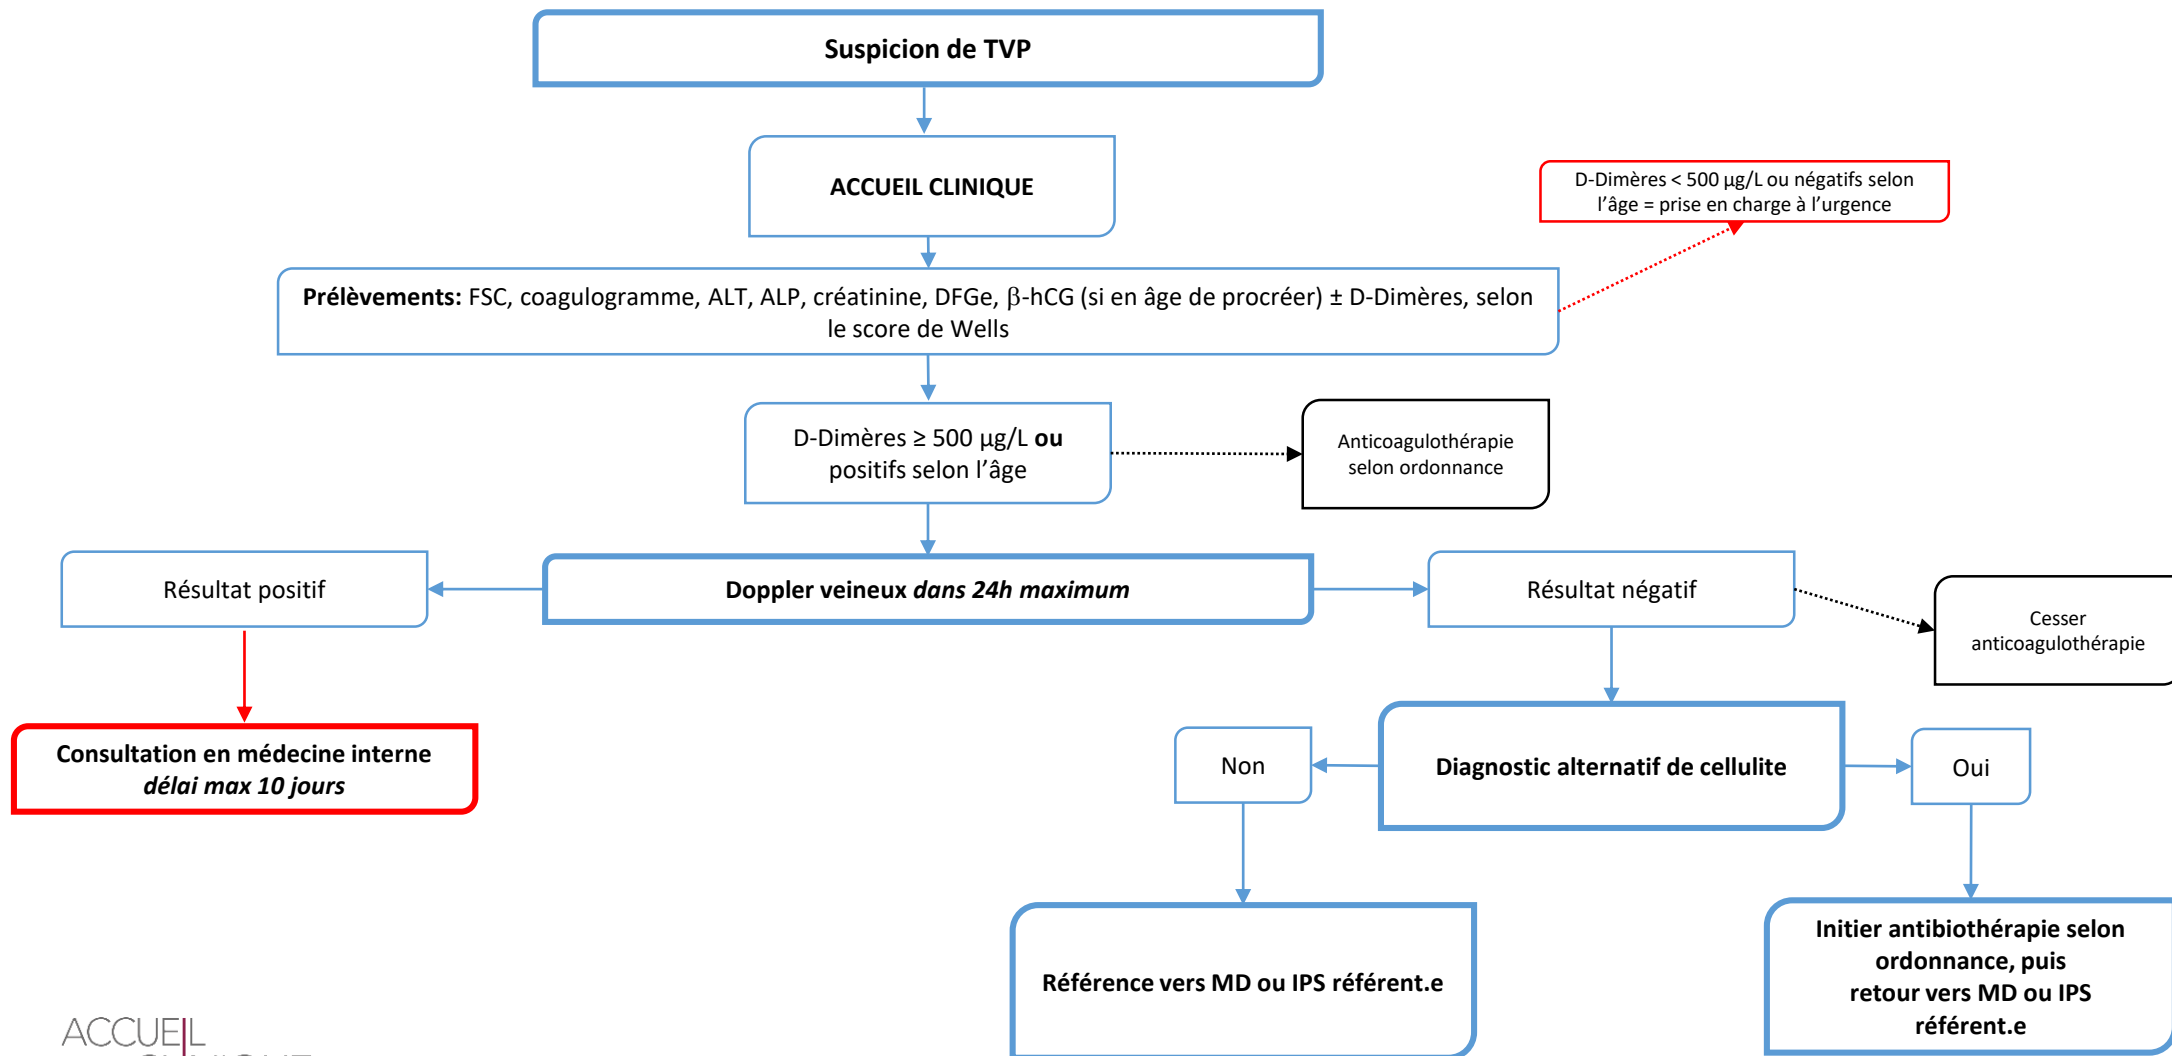 Suspicion de TVP
ACCUEIL CLINIQUE
D-Dimères < 500 µg/L ou négatifs selon
l'âge = prise en charge à l'urgence
Prélèvements: FSC, coagulogramme, ALT, ALP, créatinine, DFGe, β-hCG (si en âge de procréer) ± D-Dimères, selon
le score de Wells
D-Dimères ≥ 500 µg/L ou
positifs selon l'âge
Anticoagulothérapie
selon ordonnance
Résultat positif
Doppler veineux dans 24h maximum
Résultat négatif
Cesser
anticoagulothérapie
Consultation en médecine interne
délai max 10 jours
Non
Diagnostic alternatif de cellulite
Oui
Référence vers MD ou IPS référent.e
Initier antibiothérapie selon
ordonnance, puis
retour vers MD ou IPS
référent.e
ACCUEIL